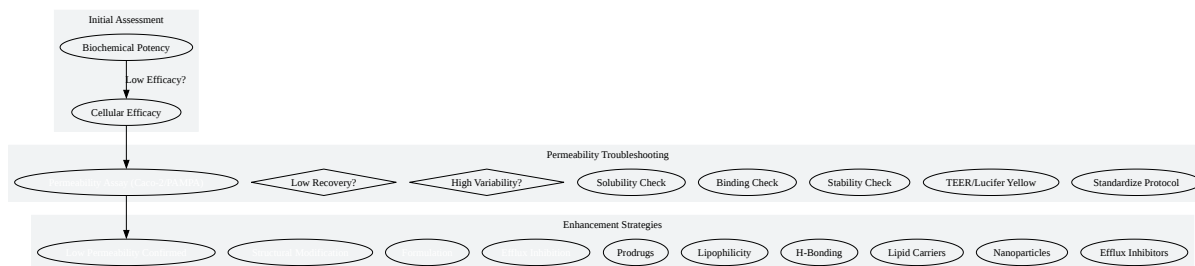 Initial Assessment
Biochemical Potency
Low Efficacy?
Cellular Efficacy
Permeability Troubleshooting
Low Recovery?
High Variability?
Solubility Check
Binding Check
Stability Check
TEER/Lucifer Yellow
Standardize Protocol
Enhancement Strategies
Prodrugs
Lipophilicity
H-Bonding
Lipid Carriers
Nanoparticles
Efflux Inhibitors